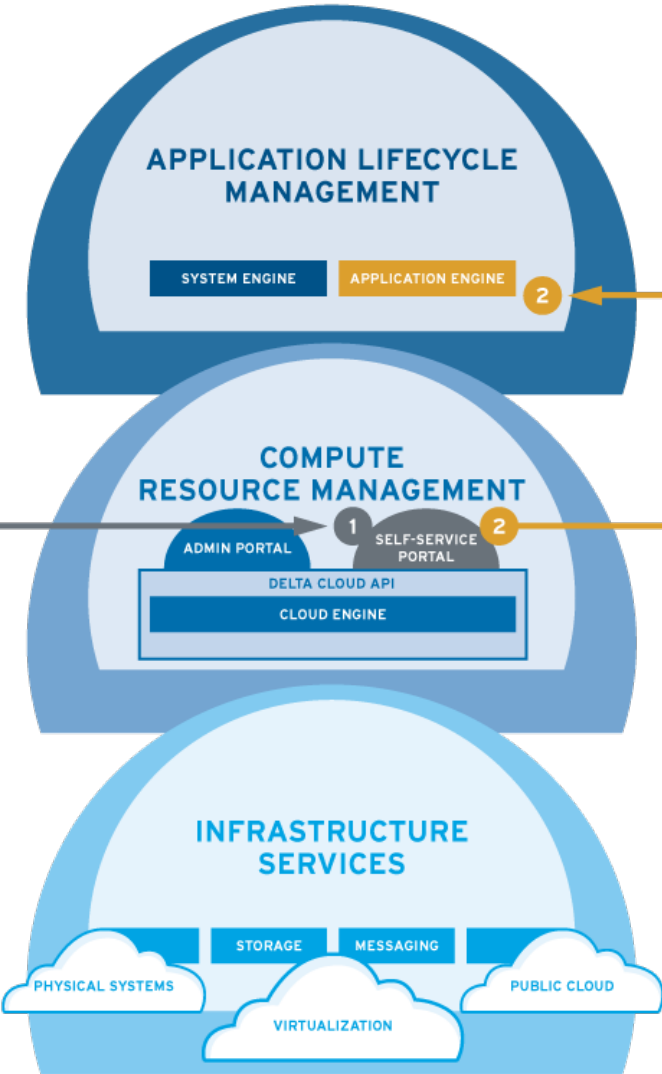 APPLICATION LIFECYCLE
MANAGEMENT
SYSTEM ENGINE
APPLICATION ENGINE
2
COMPUTE
RESOURCE MANAGEMENT
1
2
ADMIN PORTAL
SELF-SERVICE
PORTAL
DELTA CLOUD API
CLOUD ENGINE
INFRASTRUCTURE
SERVICES
STORAGE
MESSAGING
PHYSICAL SYSTEMS
PUBLIC CLOUD
VIRTUALIZATION